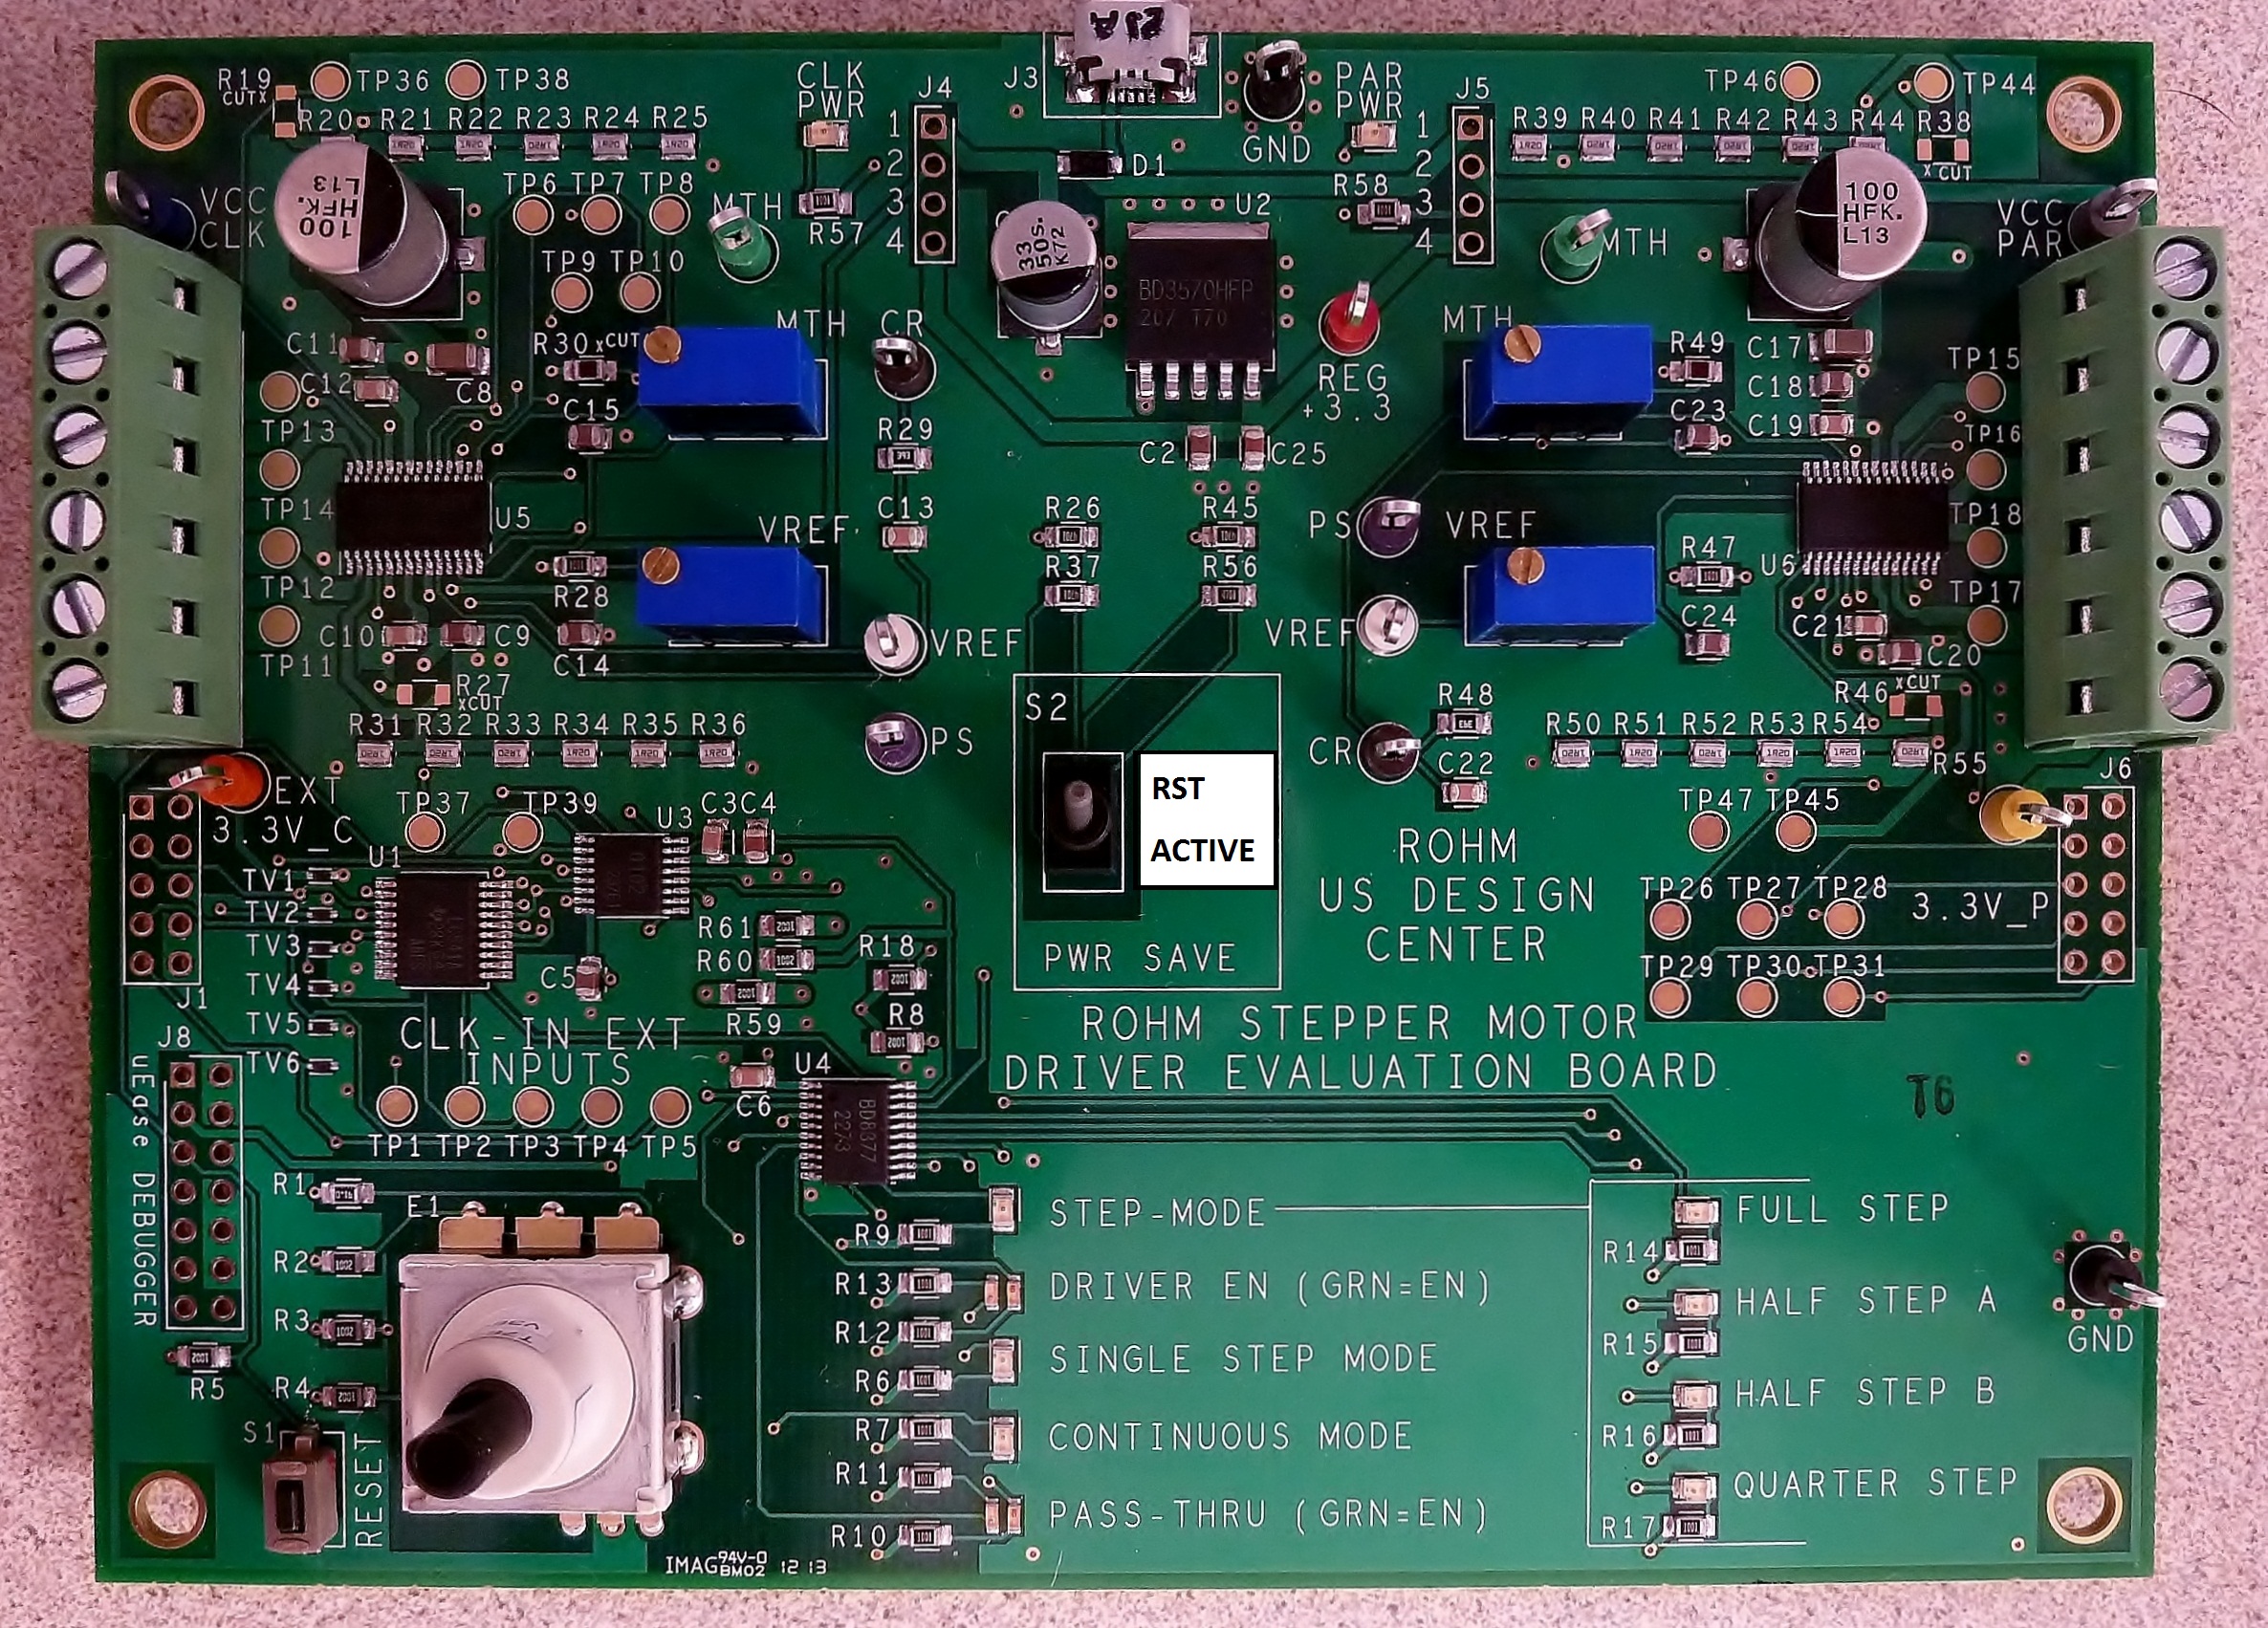 R19
CUTX
TP36
TP38
R20
R21
R22
R23
R24
R25
CLK
PWR
J4
1
2
3
4
J3
GND
D1
PAR
PWR
J5
1
2
3
4
TP46
TP44
R39
R40
R41
R42
R43
R44
R38
xCUT
VCC
CLK
100
HFK.
L13
TP6
TP7
TP8
MTH
R57
33
50s.
K72
U2
R58
MTH
100
HFK.
L13
VCC
PAR
TP9
TP10
BD3570HFP
207 T70
C11
C12
C8
R30
xCUT
C15
MTH
CR
REG
+3.3
MTH
R49
C23
C17
C18
C19
TP15
TP16
TP13
TP14
TP12
TP11
U5
R29
C13
C2
C25
VREF
R26
R45
R37
R56
PS
VREF
R47
U6
TP18
TP17
R28
C14
C10
C9
R27
xCUT
VREF
VREF
C24
C21
C20
R46
xCUT
R31
R32
R33
R34
R35
R36
PS
S2
RST
ACTIVE
PWR SAVE
CR
R48
C22
R50
R51
R52
R53
R54
R55
J6
EXT
3.3V_C
TP37
TP39
U3
C3
C4
U1
TV1
TV2
TV3
TV4
TV5
TV6
J1
C5
R61
R60
R59
R18
R8
ROHM
US DESIGN
CENTER
TP47
TP45
TP26
TP27
TP28
3.3V_P
TP29
TP30
TP31
ROHM STEPPER MOTOR
DRIVER EVALUATION BOARD
T6
J8
uEase DEBUGGER
CLK-IN EXT
INPUTS
TP1
TP2
TP3
TP4
TP5
C6
U4
BD8377
2273
R1
R2
R3
R4
R5
E1
S1
RESET
R9
R13
R12
R6
R7
R11
R10
STEP-MODE
DRIVER EN (GRN=EN)
SINGLE STEP MODE
CONTINUOUS MODE
PASS-THRU (GRN=EN)
FULL STEP
R14
HALF STEP A
R15
HALF STEP B
R16
QUARTER STEP
R17
GND
IMAG
94V-0
BM02
12 13